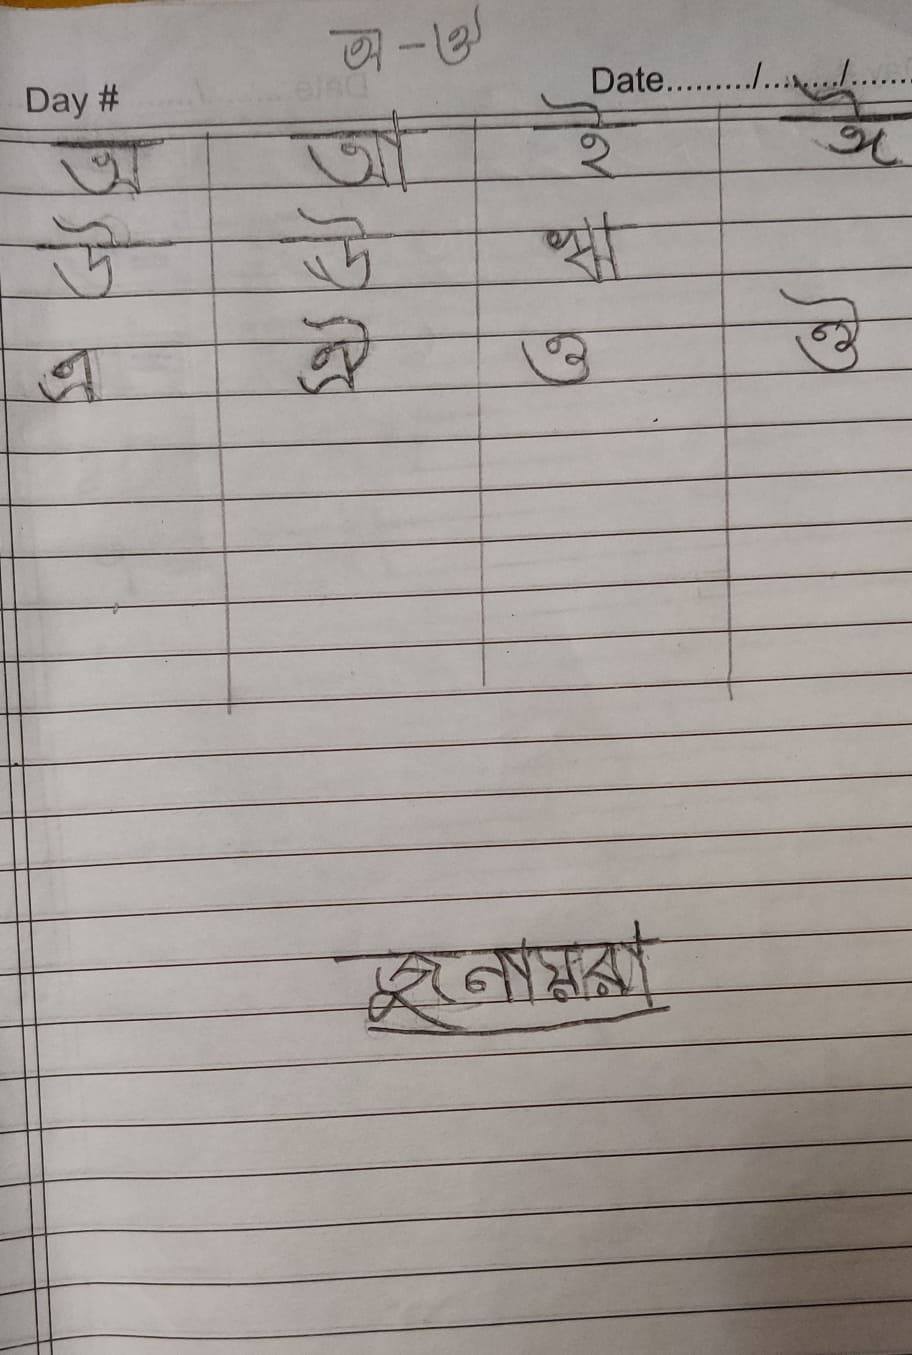 অ - ঔ
Day # Date........../........../..........
অ আ ই ঈ
উ ঊ ঋ
এ ঐ ও ঔ
জুনায়রা